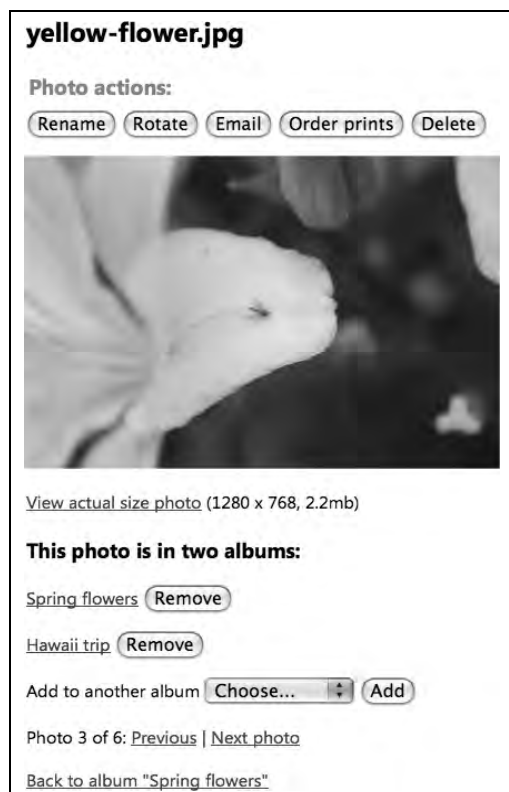 yellow-flower.jpg
Photo actions:
Rename Rotate Email Order prints Delete
View actual size photo (1280 x 768, 2.2mb)
This photo is in two albums:
Spring flowers Remove
Hawaii trip Remove
Add to another album Choose... Add
Photo 3 of 6: Previous | Next photo
Back to album "Spring flowers"